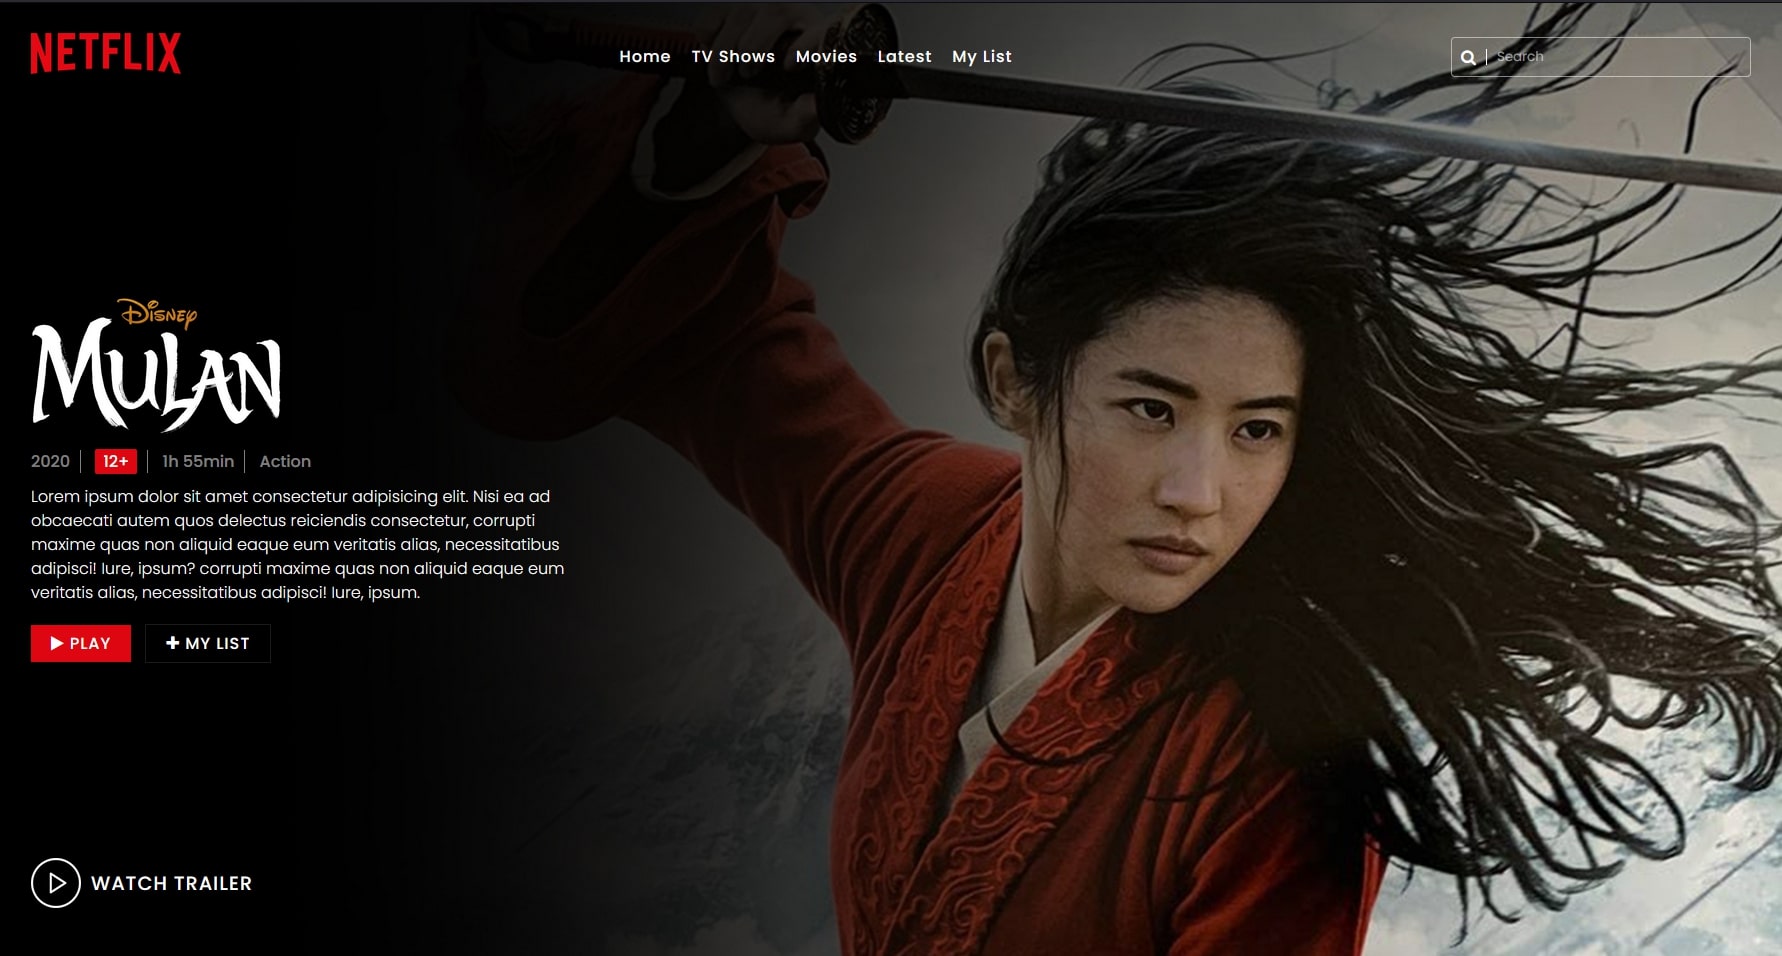 NETFLIX
Home TV Shows Movies Latest My List
Search
Disney
MULAN
2020 12+ 1h 55min Action
Lorem ipsum dolor sit amet consectetur adipisicing elit. Nisi ea ad
obcaecati autem quos delectus reiciendis consectetur, corrupti
maxime quas non aliquid eaque eum veritatis alias, necessitatibus
adipisci! Iure, ipsum? corrupti maxime quas non aliquid eaque eum
veritatis alias, necessitatibus adipisci! Iure, ipsum.
PLAY MY LIST
WATCH TRAILER